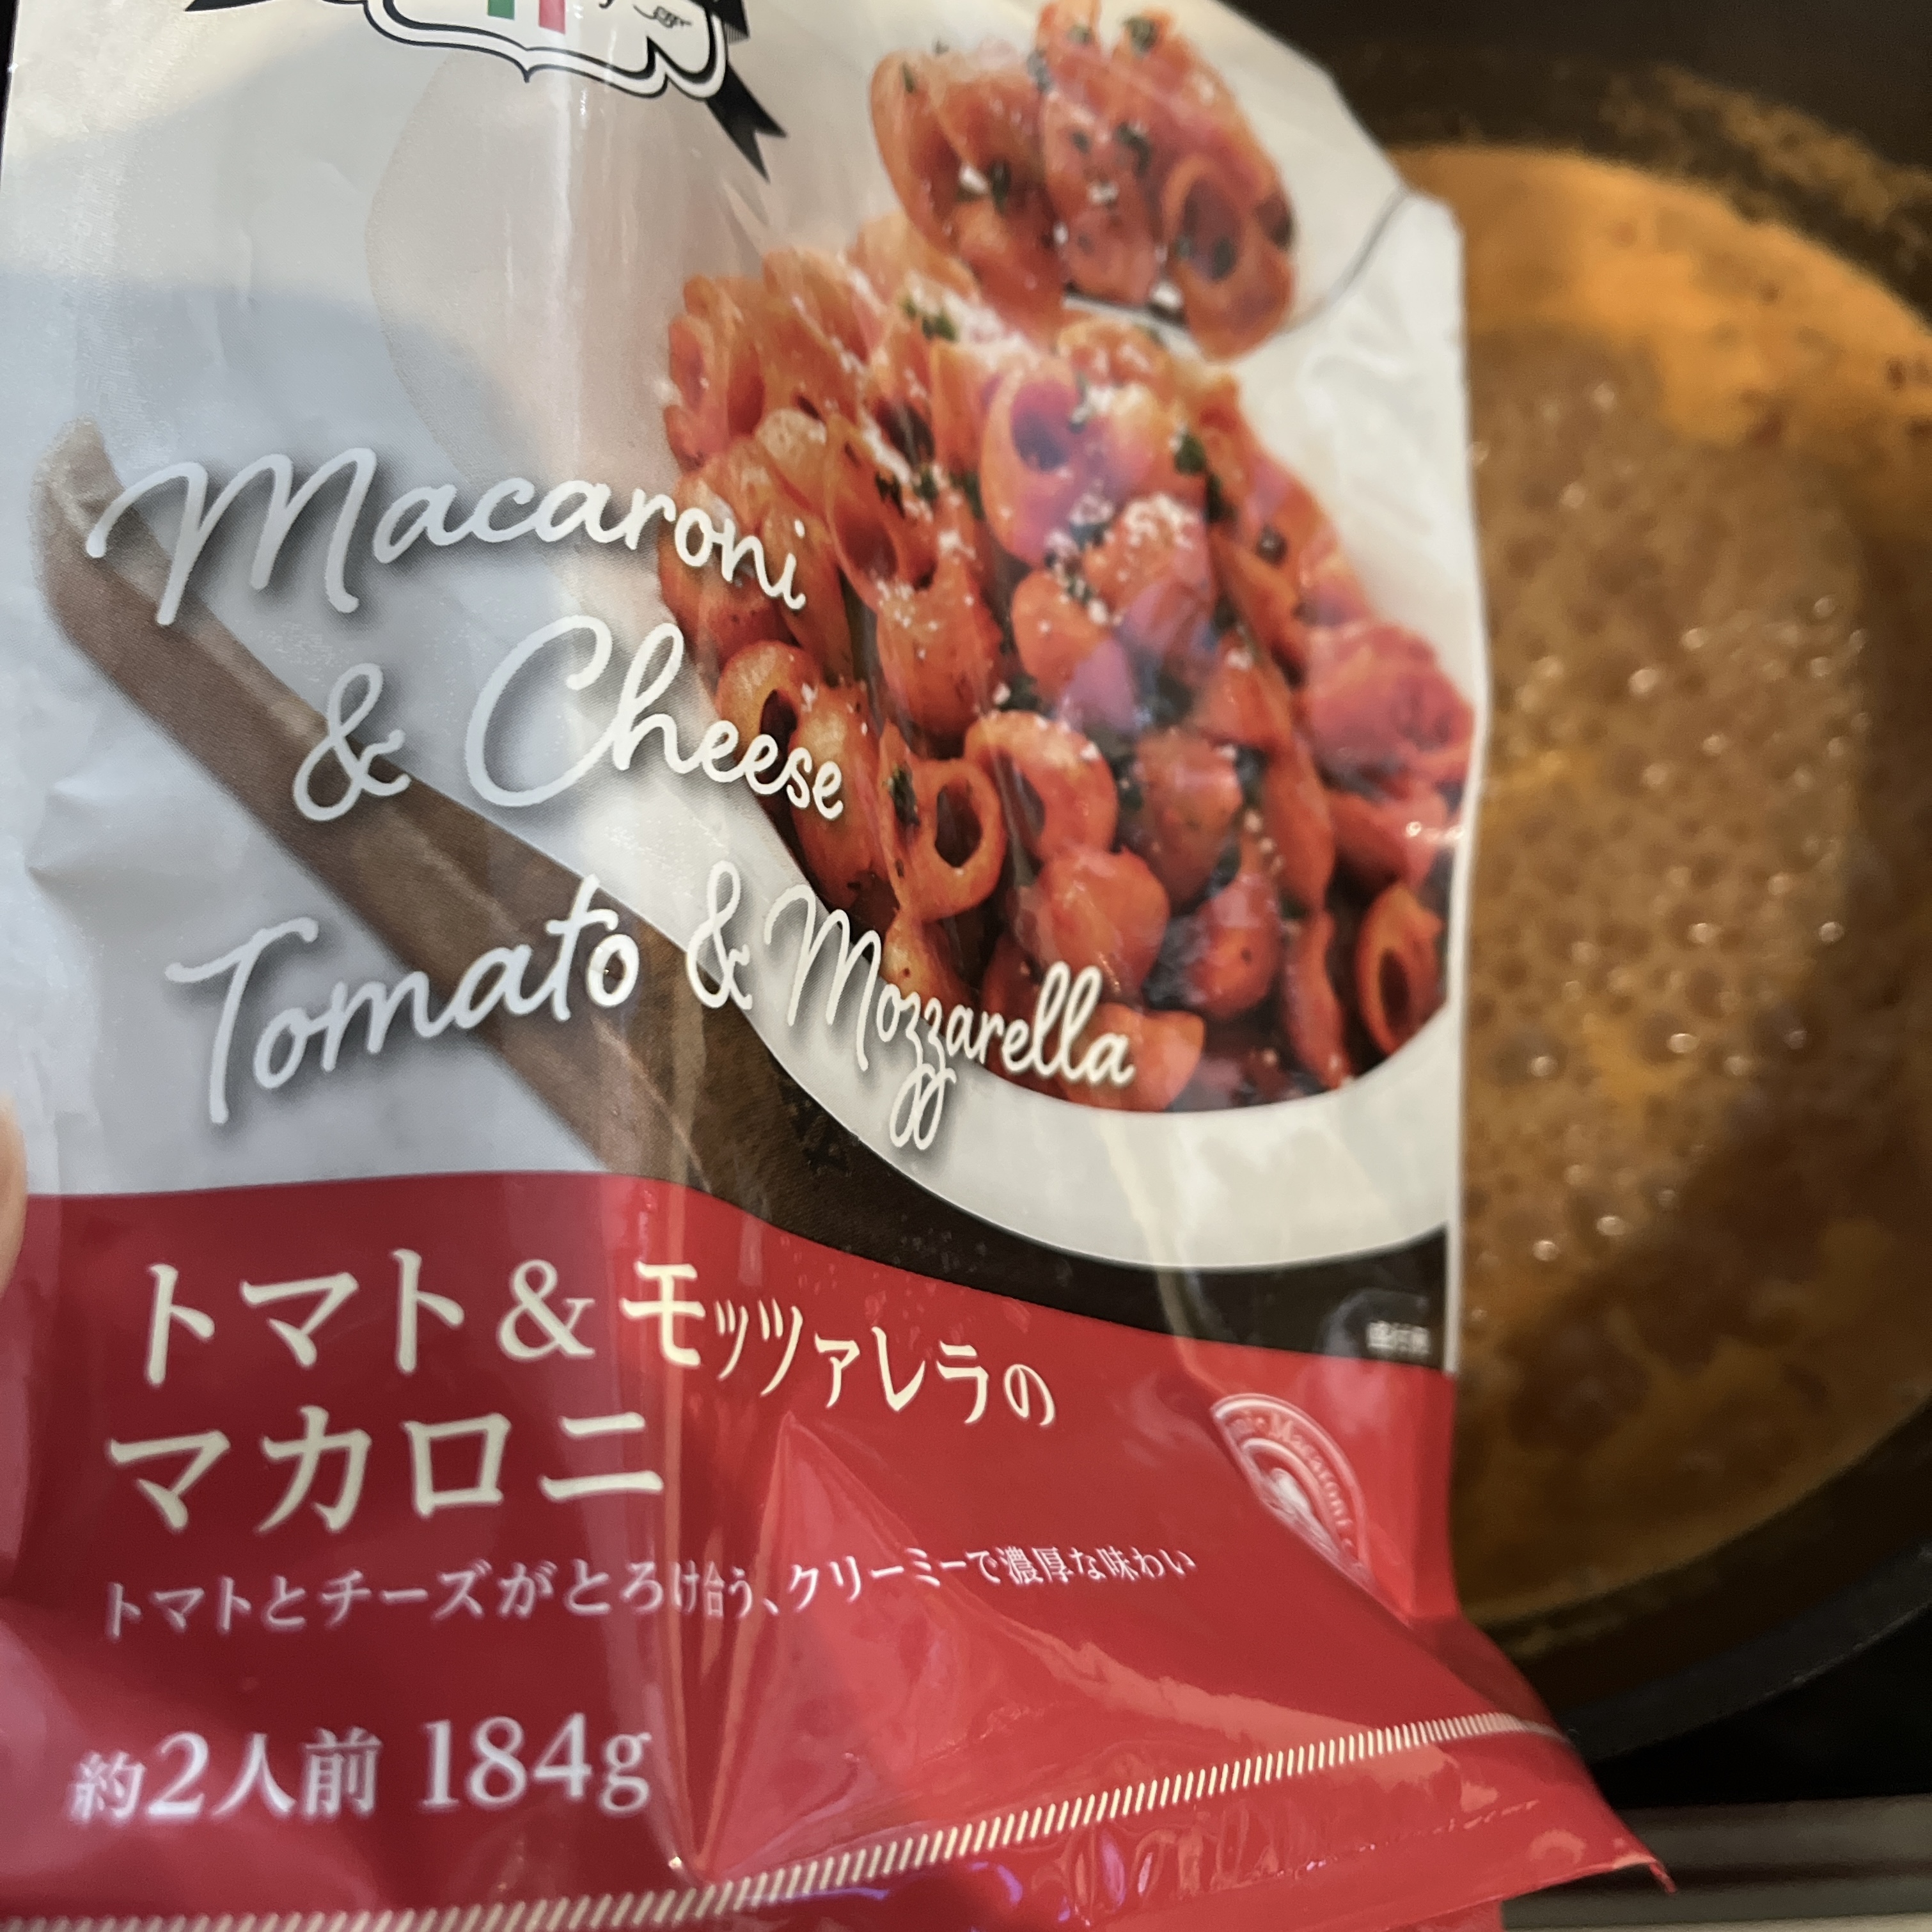 Macaroni
& Cheese
Tomato & Mozzarella
トマト&モッツァレラの
マカロニ
トマトとチーズがとろけ合う、クリーミーで濃厚な味わい
約2人前 184g
Macaroni